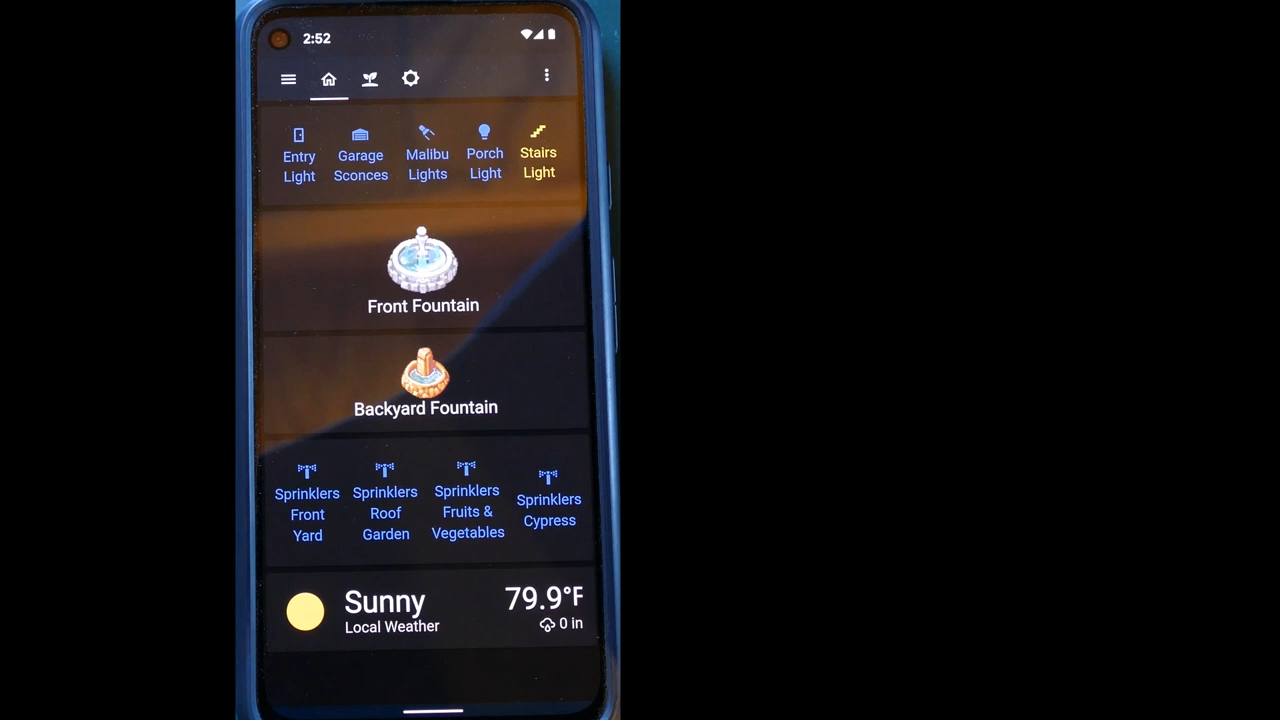 2:52
Entry Light
Garage Sconces
Malibu Lights
Porch Light
Stairs Light
Front Fountain
Backyard Fountain
Sprinklers Front Yard
Sprinklers Roof Garden
Sprinklers Fruits & Vegetables
Sprinklers Cypress
Sunny
79.9°F
Local Weather
0 in